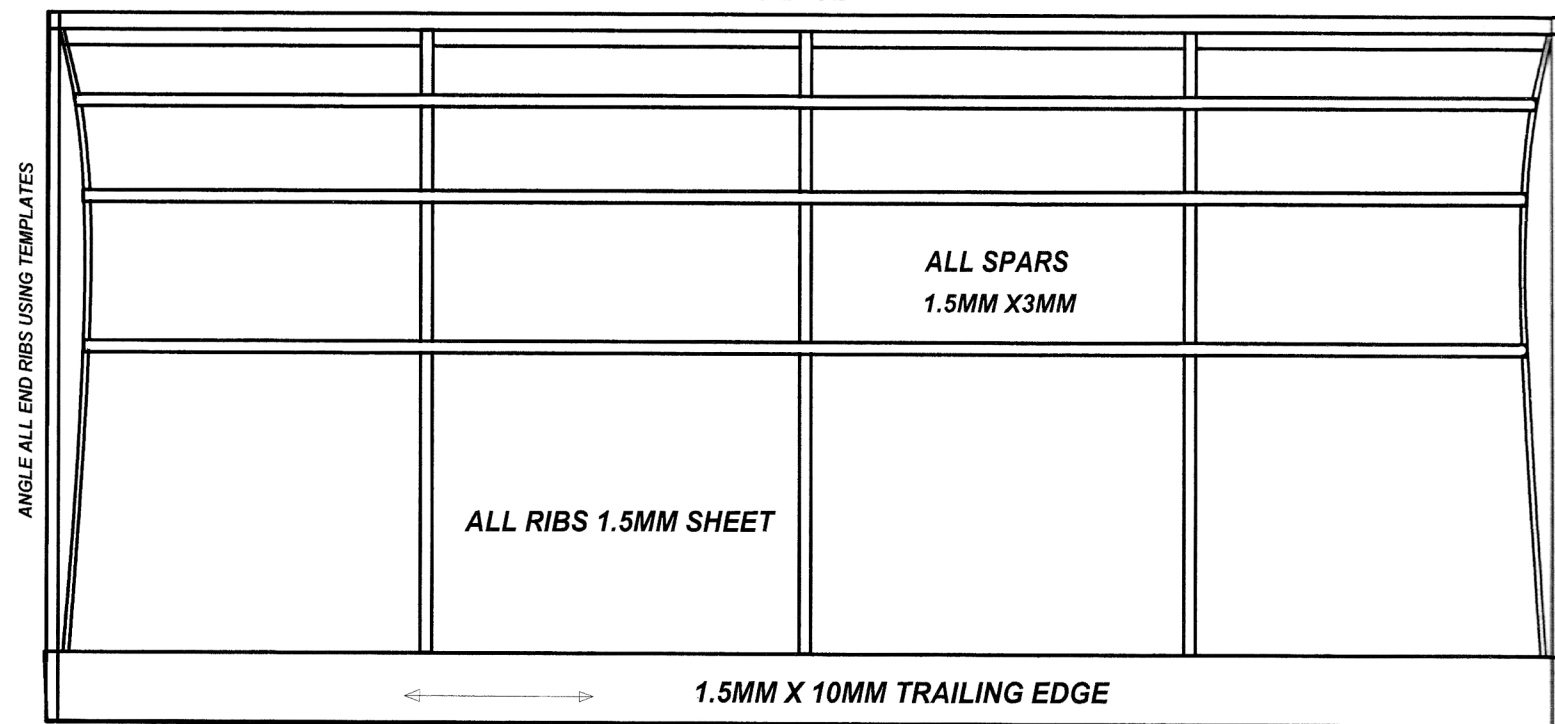 ANGLE ALL END RIBS USING TEMPLATES
ALL SPARS
1.5MM X3MM
ALL RIBS 1.5MM SHEET
1.5MM X 10MM TRAILING EDGE